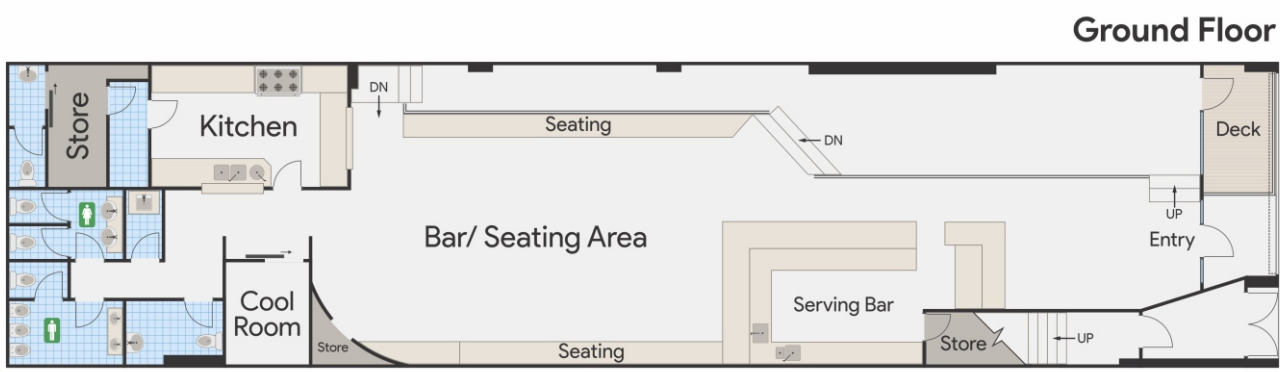 Ground Floor
Store
Kitchen
DN
Seating
DN
Deck
UP
Entry
Bar/ Seating Area
Serving Bar
Cool
Room
Store
Seating
Store
UP